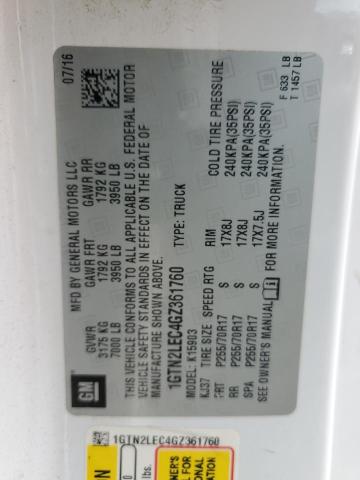 GM
MFD BY GENERAL MOTORS LLC
07/16
GVWR GAWR FRT GAWR RR
3175 KG 1792 KG 1792 KG
7000 LB 3950 LB 3950 LB
THIS VEHICLE CONFORMS TO ALL APPLICABLE U.S. FEDERAL MOTOR
VEHICLE SAFETY STANDARDS IN EFFECT ON THE DATE OF
MANUFACTURE SHOWN ABOVE.
1GTN2LEC4GZ361760 TYPE: TRUCK
MODEL: K15903
KJ37 TIRE SIZE SPEED RTG RIM COLD TIRE PRESSURE
FRT P255/70R17 S 17X8J 240KPA(35PSI)
RR P255/70R17 S 17X8J 240KPA(35PSI)
SPA P255/70R17 S 17X7.5J 240KPA(35PSI)
SEE OWNER'S MANUAL FOR MORE INFORMATION.
F 633 LB
T 1457 LB
1GTN2LEC4GZ361760
lbs.